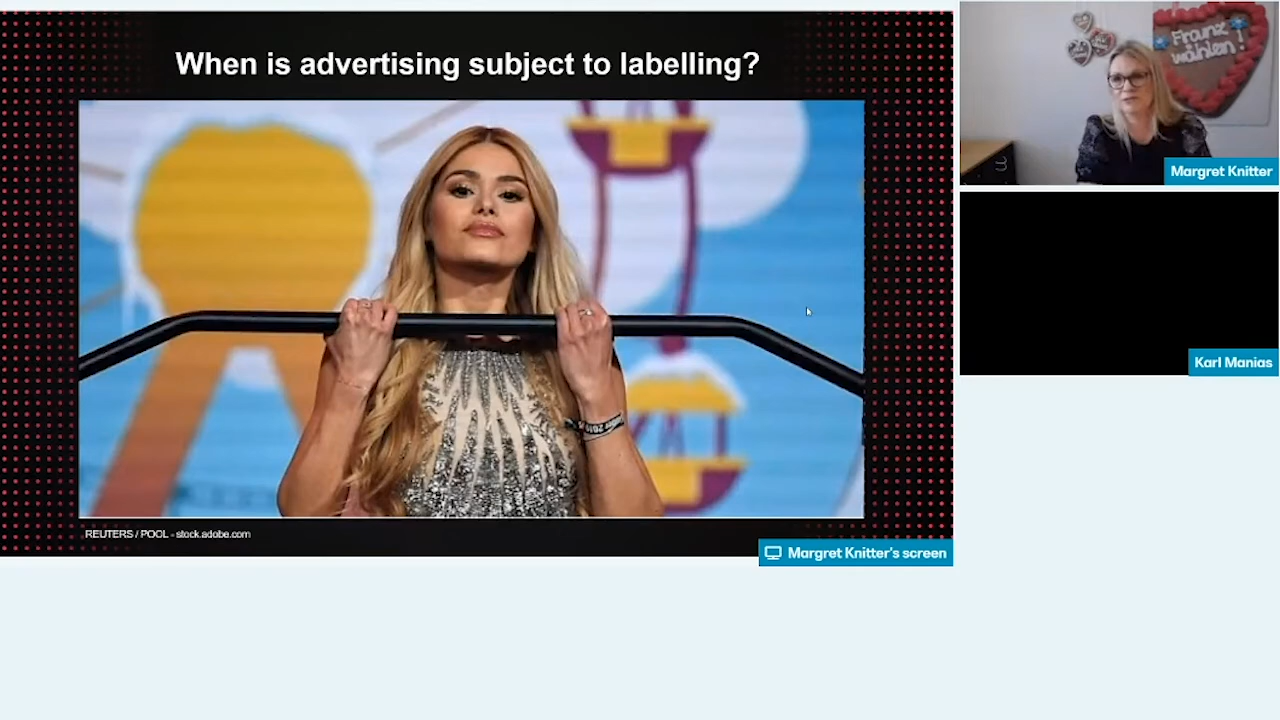 When is advertising subject to labelling?
REUTERS / POOL - stock.adobe.com
Margret Knitter's screen
Franz
wählen!
Margret Knitter
Karl Manias